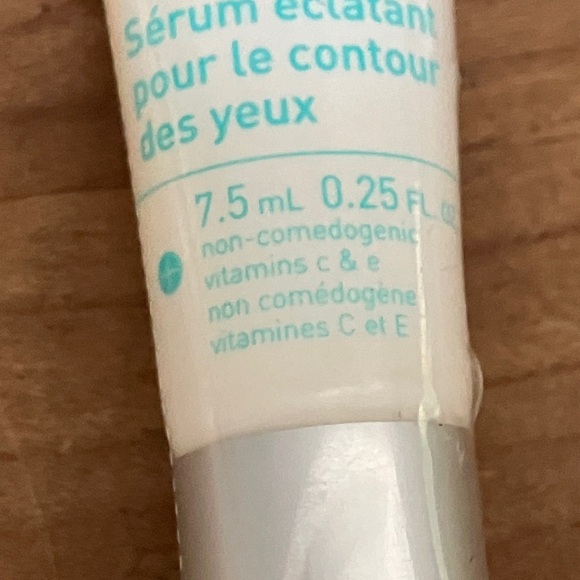 Sérum éclatant
pour le contour
des yeux
7.5 mL 0.25 FL. oz
non-comedogenic
vitamins c & e
non comédogène
vitamines C et E